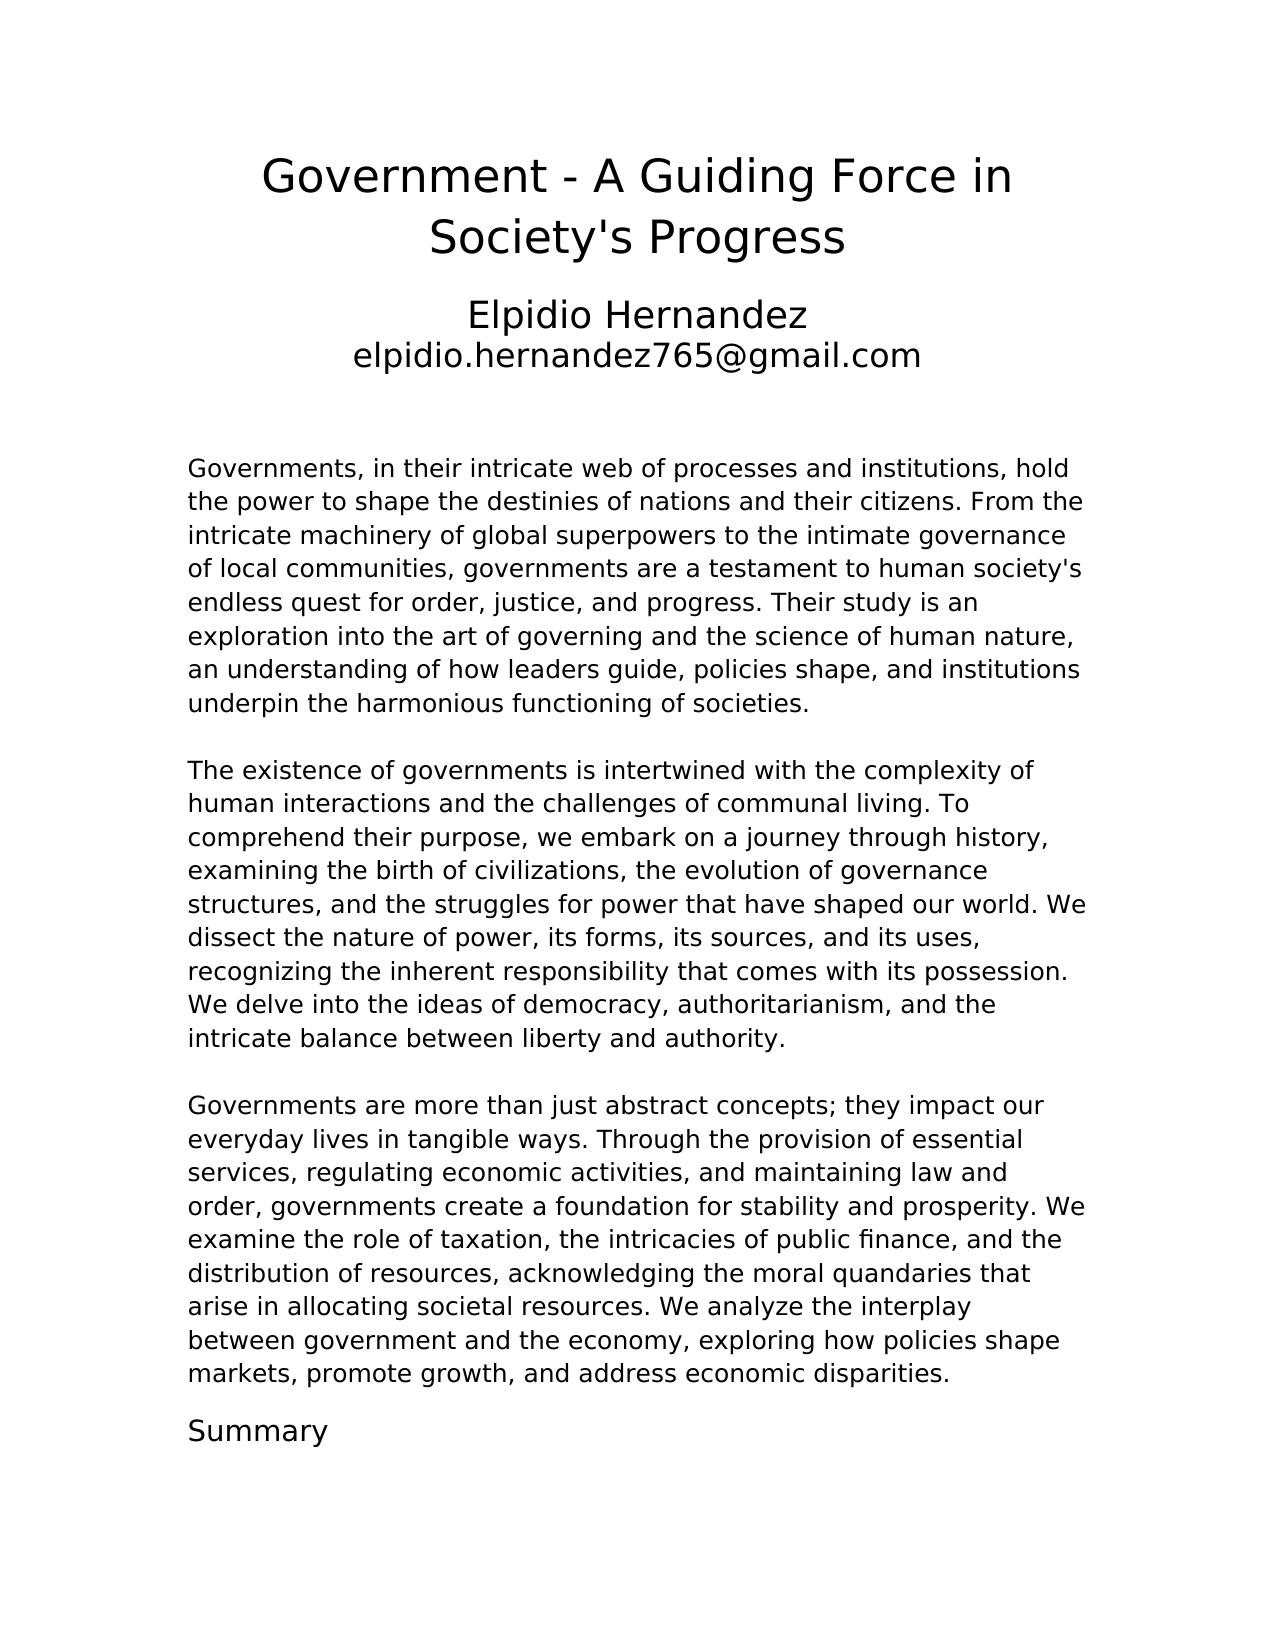 Government - A Guiding Force in
Society's Progress
Elpidio Hernandez
elpidio.hernandez765@gmail.com
Governments, in their intricate web of processes and institutions, hold
the power to shape the destinies of nations and their citizens. From the
intricate machinery of global superpowers to the intimate governance
of local communities, governments are a testament to human society's
endless quest for order, justice, and progress. Their study is an
exploration into the art of governing and the science of human nature,
an understanding of how leaders guide, policies shape, and institutions
underpin the harmonious functioning of societies.
The existence of governments is intertwined with the complexity of
human interactions and the challenges of communal living. To
comprehend their purpose, we embark on a journey through history,
examining the birth of civilizations, the evolution of governance
structures, and the struggles for power that have shaped our world. We
dissect the nature of power, its forms, its sources, and its uses,
recognizing the inherent responsibility that comes with its possession.
We delve into the ideas of democracy, authoritarianism, and the
intricate balance between liberty and authority.
Governments are more than just abstract concepts; they impact our
everyday lives in tangible ways. Through the provision of essential
services, regulating economic activities, and maintaining law and
order, governments create a foundation for stability and prosperity. We
examine the role of taxation, the intricacies of public finance, and the
distribution of resources, acknowledging the moral quandaries that
arise in allocating societal resources. We analyze the interplay
between government and the economy, exploring how policies shape
markets, promote growth, and address economic disparities.
Summary